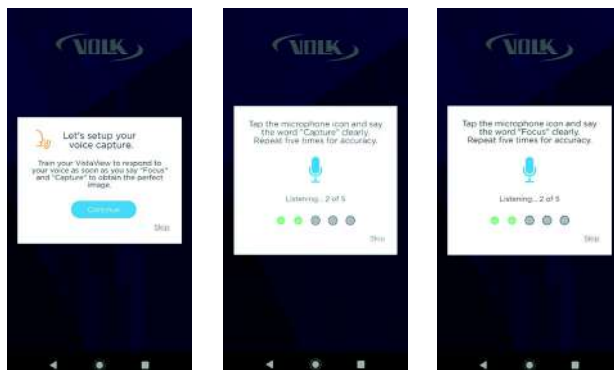 VOLK
Let's setup your
voice capture.
Train your VistaView to respond to
your voice as soon as you say "Focus"
and "Capture" to obtain the perfect
image.
Continue
Skip
VOLK
Tap the microphone icon and say
the word "Capture" clearly.
Repeat five times for accuracy.
Listening... 2 of 5
Skip
VOLK
Tap the microphone icon and say
the word "Focus" clearly.
Repeat five times for accuracy.
Listening... 2 of 5
Skip